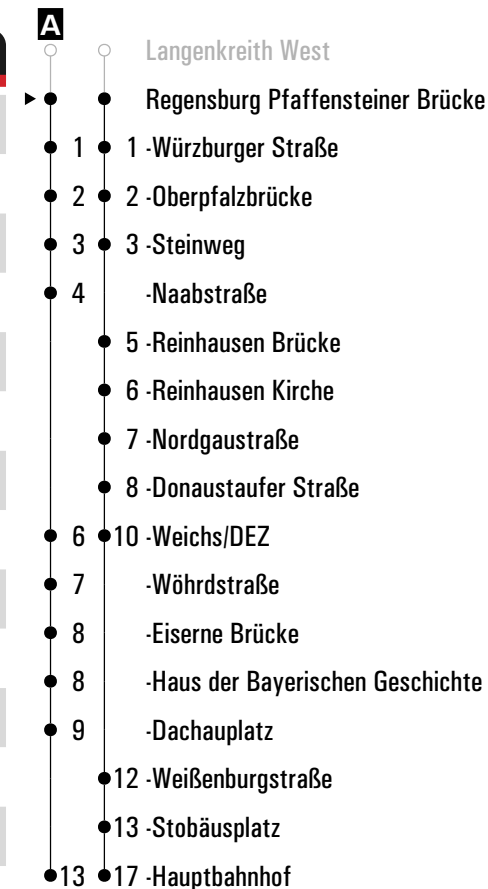 A
Langenkreith West
Regensburg Pfaffensteiner Brücke
1 1 -Würzburger Straße
2 2 -Oberpfalzbrücke
3 3 -Steinweg
4 -Naabstraße
5 -Reinhausen Brücke
6 -Reinhausen Kirche
7 -Nordgaustraße
8 -Donaustaufer Straße
6 10 -Weichs/DEZ
7 -Wöhrdstraße
8 -Eiserne Brücke
8 -Haus der Bayerischen Geschichte
9 -Dachauplatz
12 -Weißenburgstraße
13 -Stobäusplatz
13 17 -Hauptbahnhof